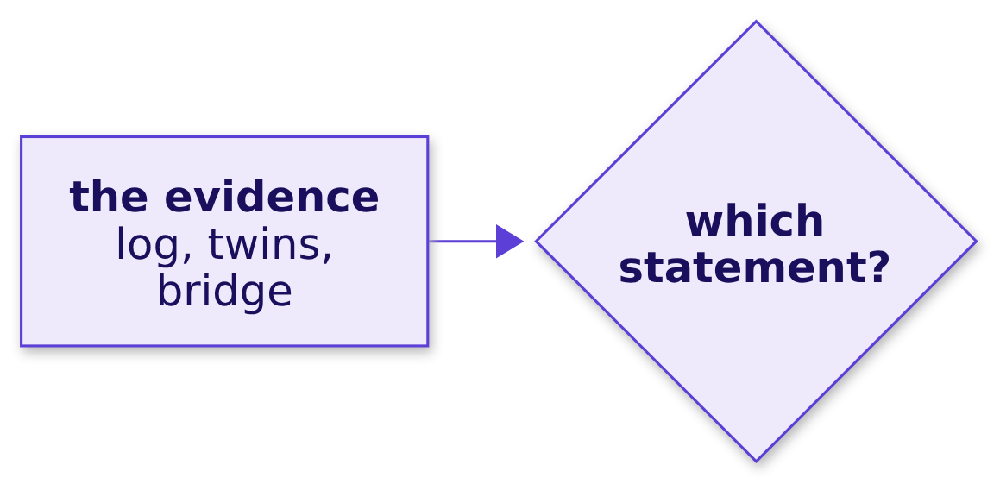 the evidence
log, twins,
bridge
which
statement?